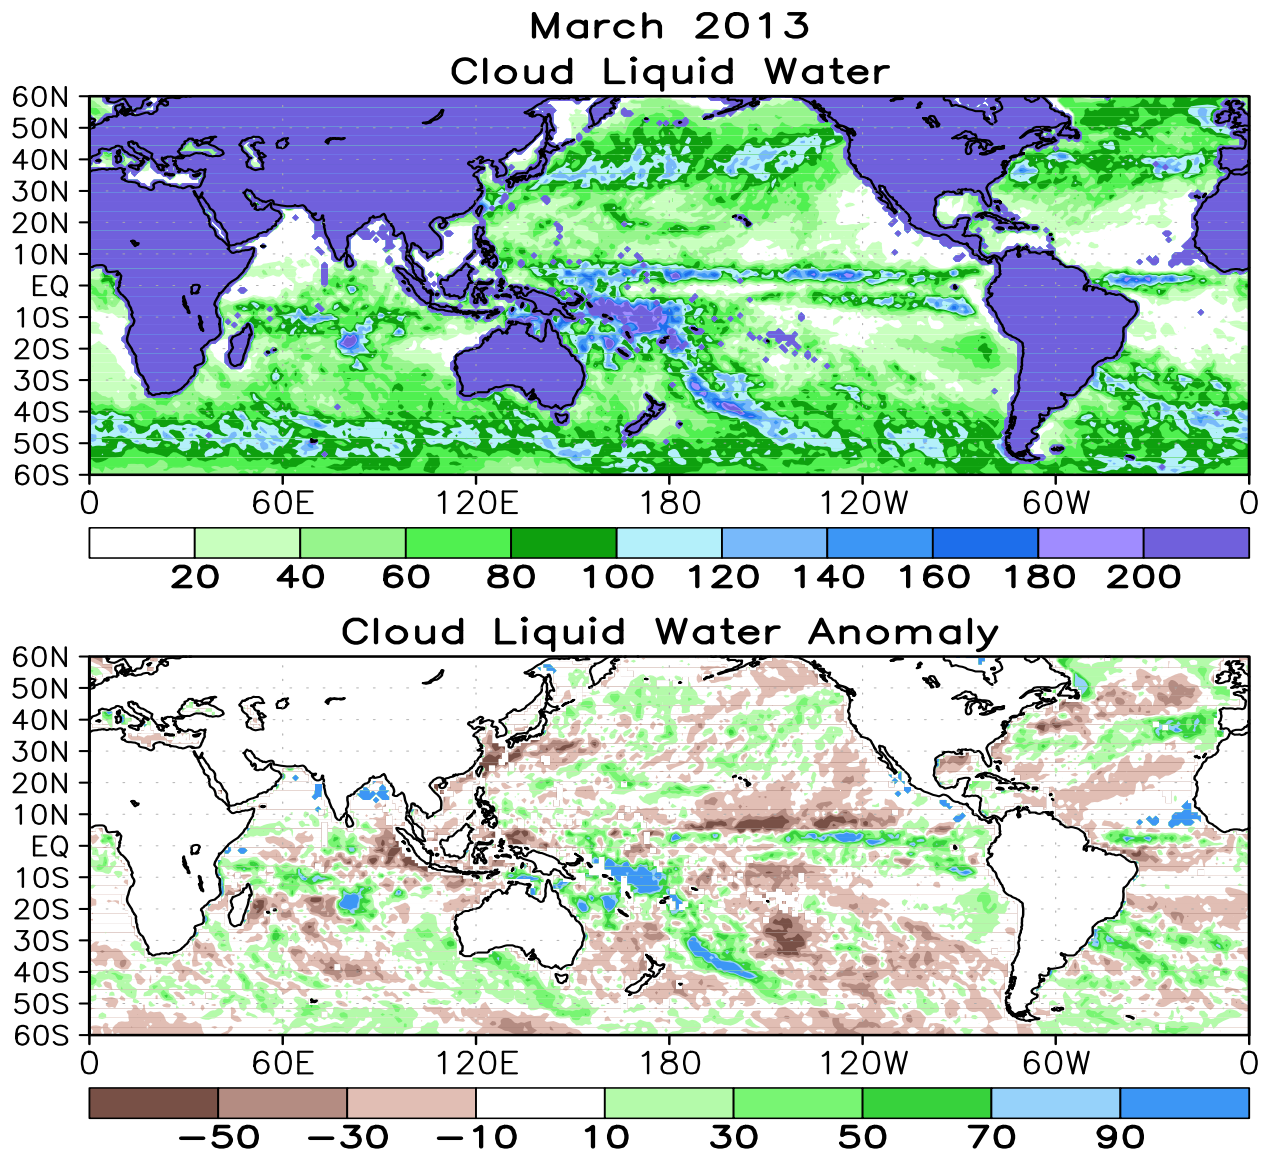 March 2013
Cloud Liquid Water
60N
50N
40N
30N
20N
10N
EQ
10S
20S
30S
40S
50S
60S
0 60E 120E 180 120W 60W 0
20 40 60 80 100 120 140 160 180 200
Cloud Liquid Water Anomaly
60N
50N
40N
30N
20N
10N
EQ
10S
20S
30S
40S
50S
60S
0 60E 120E 180 120W 60W 0
−50 −30 −10 10 30 50 70 90